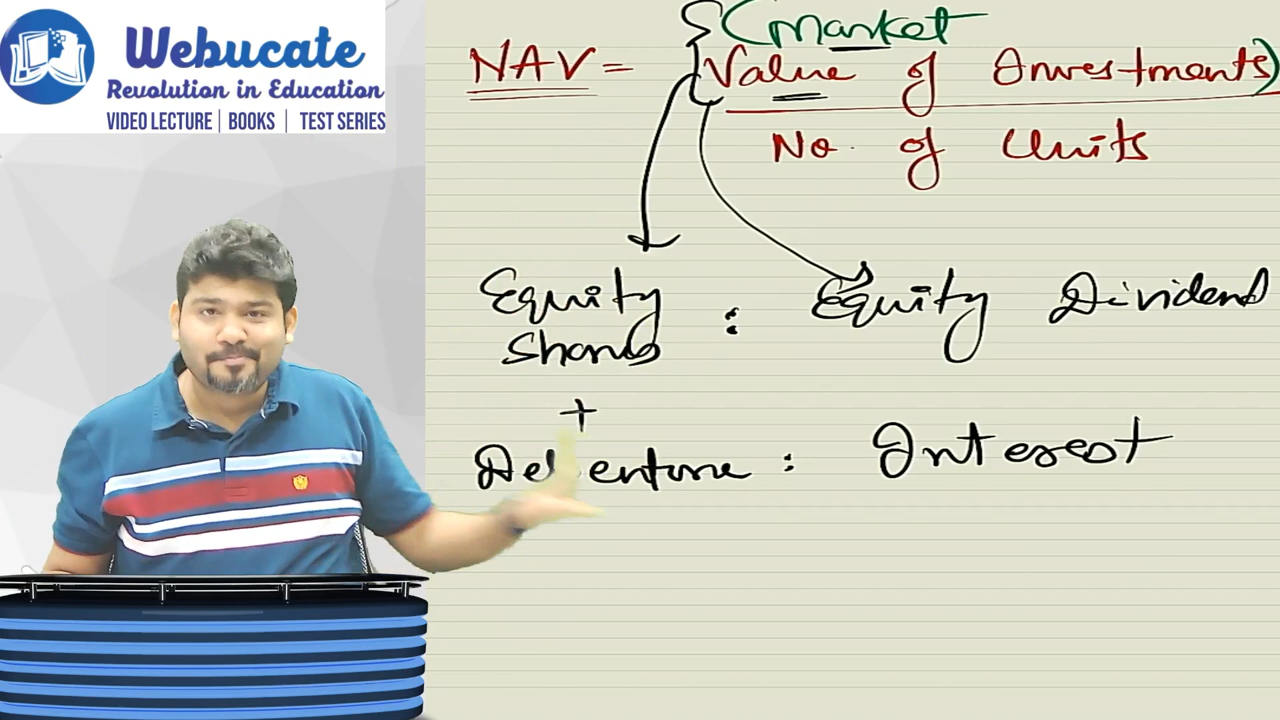 Webucate
Revolution in Education
VIDEO LECTURE | BOOKS | TEST SERIES
(Market
NAV = Value of Investments)
No. of Units
Equity : Equity Dividend
Shares
+
Debenture : Interest